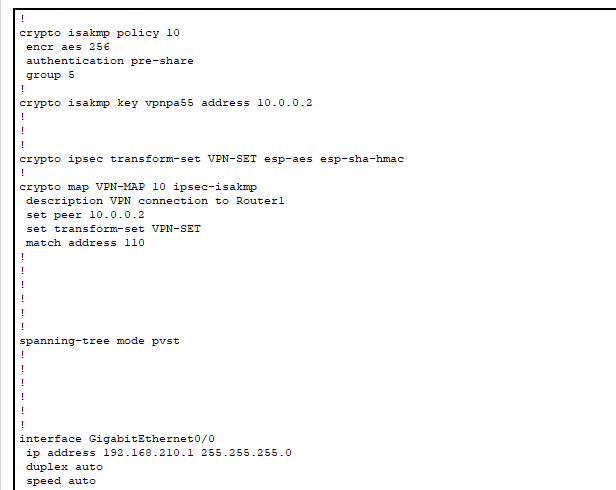 !
crypto isakmp policy 10
 encr aes 256
 authentication pre-share
 group 5
!
crypto isakmp key vpnpa55 address 10.0.0.2
!
!
!
crypto ipsec transform-set VPN-SET esp-aes esp-sha-hmac
!
crypto map VPN-MAP 10 ipsec-isakmp
 description VPN connection to Router1
 set peer 10.0.0.2
 set transform-set VPN-SET
 match address 110
!
!
!
!
!
!
spanning-tree mode pvst
!
!
!
!
!
!
interface GigabitEthernet0/0
 ip address 192.168.210.1 255.255.255.0
 duplex auto
 speed auto